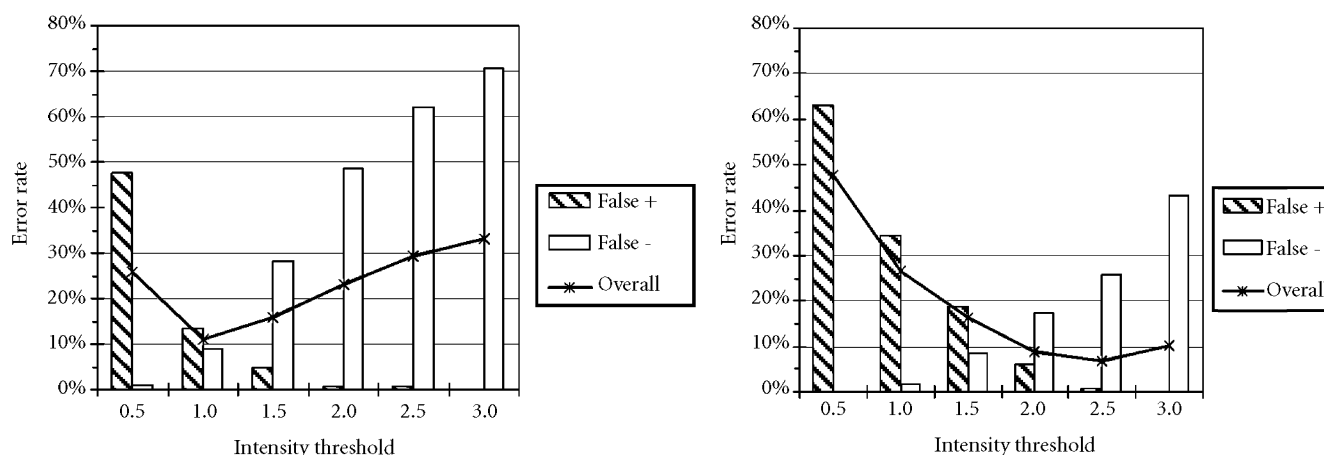 80%
70%
60%
50%
40%
30%
20%
10%
0%
Error rate
0.5 1.0 1.5 2.0 2.5 3.0
Intensity threshold
False +
False -
Overall
80%
70%
60%
50%
40%
30%
20%
10%
0%
Error rate
0.5 1.0 1.5 2.0 2.5 3.0
Intensity threshold
False +
False -
Overall